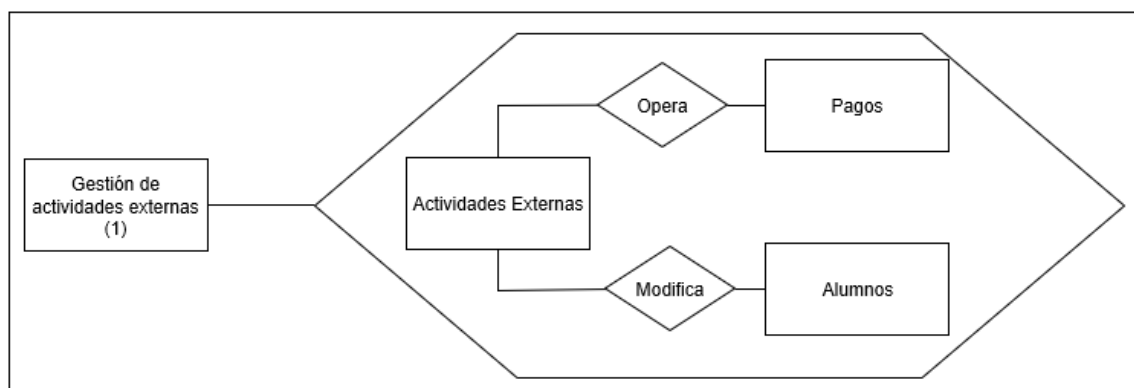 Opera
Pagos
Gestión de
actividades externas
(1)
Actividades Externas
Modifica
Alumnos